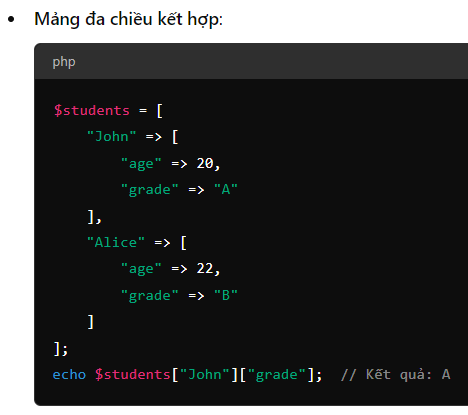 • Mảng đa chiều kết hợp:
php
$students = [
    "John" => [
        "age" => 20,
        "grade" => "A"
    ],
    "Alice" => [
        "age" => 22,
        "grade" => "B"
    ]
];
echo $students["John"]["grade"];  // Kết quả: A